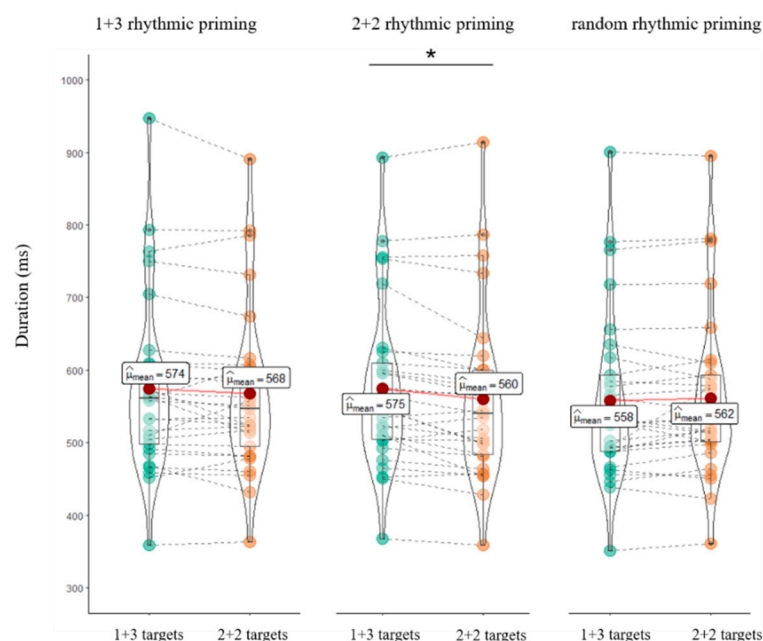 1+3 rhythmic priming
2+2 rhythmic priming
random rhythmic priming
*
1000
900
800
700
600
500
400
300
Duration (ms)
μ̂mean = 574
μ̂mean = 568
μ̂mean = 575
μ̂mean = 560
μ̂mean = 558
μ̂mean = 562
1+3 targets
2+2 targets
1+3 targets
2+2 targets
1+3 targets
2+2 targets